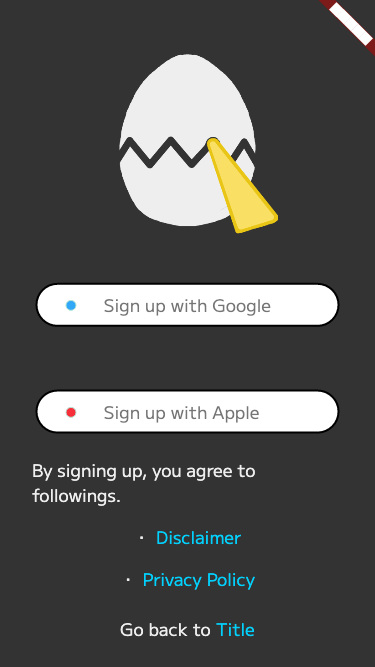 Sign up with Google
Sign up with Apple
By signing up, you agree to
followings.
・ Disclaimer
・ Privacy Policy
Go back to Title